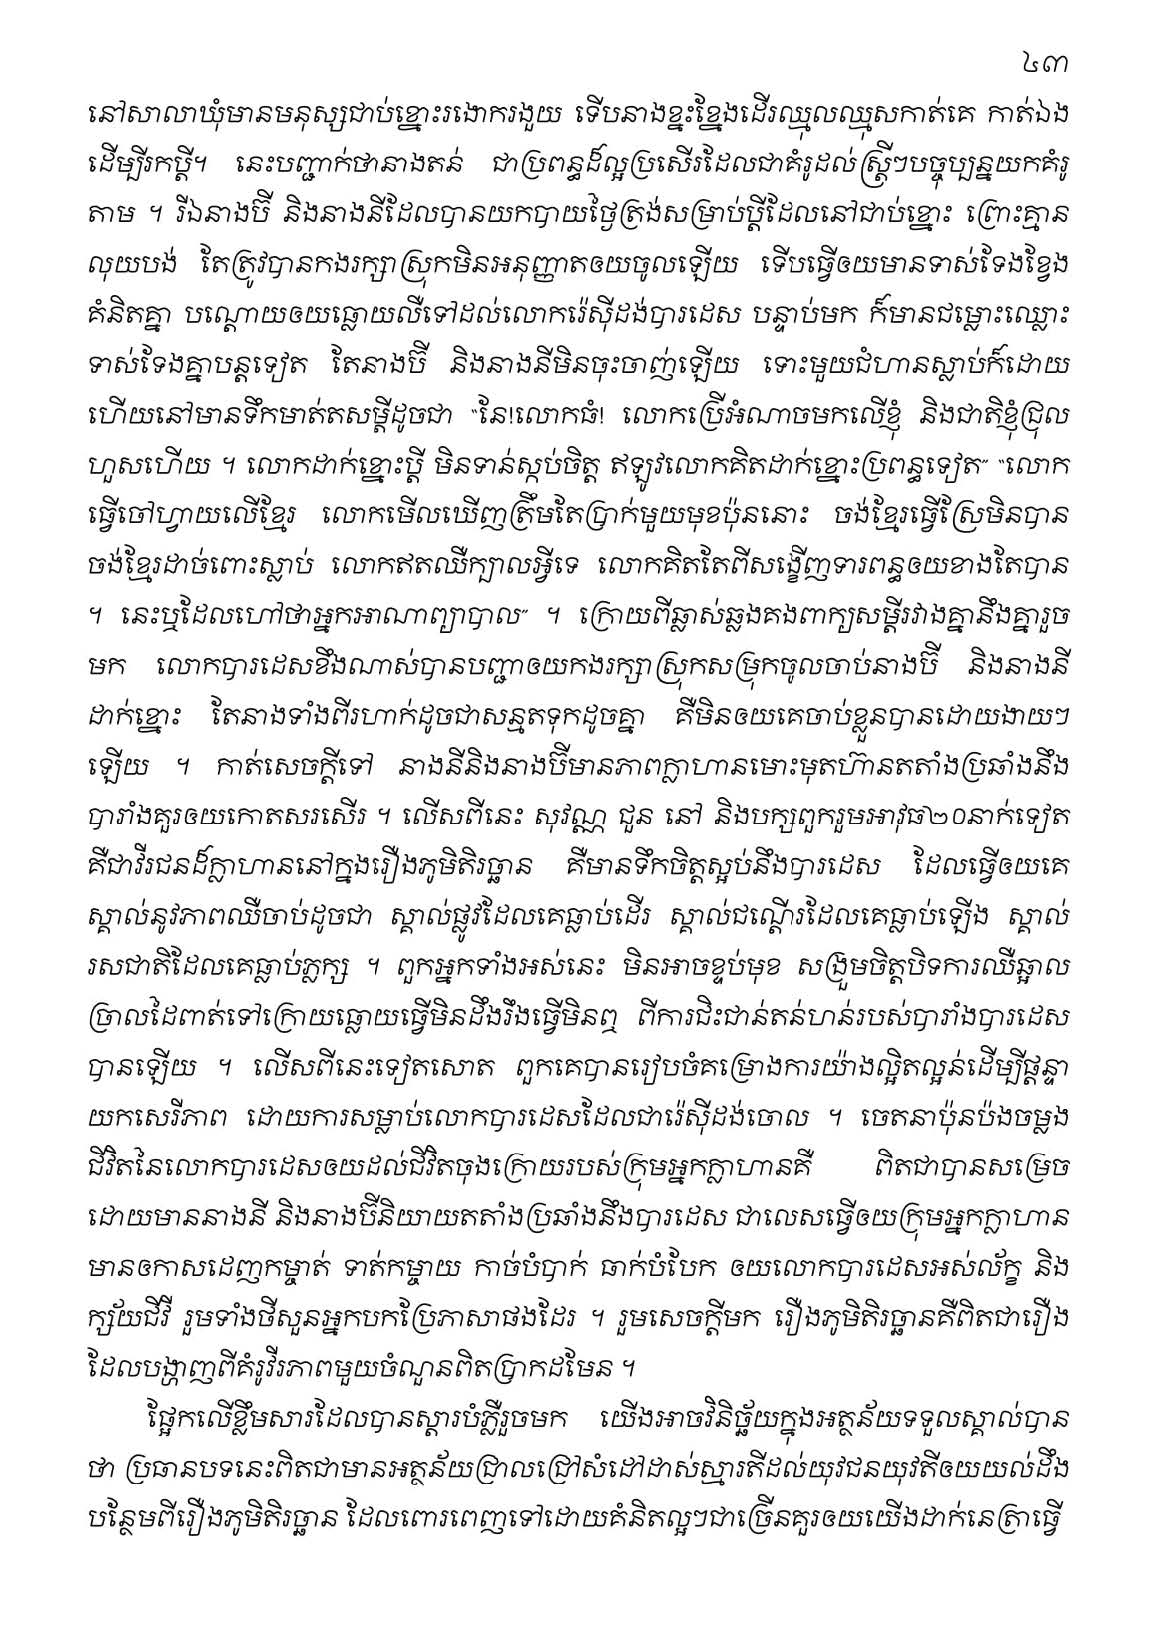 ៤៣
នៅសាលាឃុំមានមនុស្សជាប់ខ្នោះរងោករងួយ ទើបនាងខ្នះខ្នែងដើរឈ្មុលឈ្មុសកាត់គេ កាត់ឯង
ដើម្បីរកប្តី។ នេះបញ្ជាក់ថានាងតន់ ជាប្រពន្ធដ៏ល្អប្រសើរដែលជាគំរូដល់ស្ត្រីៗបច្ចុប្បន្នយកគំរូ
តាម ។ រីឯនាងប៊ី និងនាងនីដែលបានយកបាយថ្ងៃត្រង់សម្រាប់ប្តីដែលនៅជាប់ខ្នោះ ព្រោះគ្មាន
លុយបង់ តែត្រូវបានកងរក្សាស្រុកមិនអនុញ្ញាតឲយចូលឡើយ ទើបធ្វើឲយមានទាស់ទែងខ្វែង
គំនិតគ្នា បណ្តោយឲយឆ្លោយលឺទៅដល់លោករ៉េស៊ីដង់បារដេស បន្ទាប់មក ក៏មានជម្លោះឈ្លោះ
ទាស់ទែងគ្នាបន្តទៀត តែនាងប៊ី និងនាងនីមិនចុះចាញ់ឡើយ ទោះមួយជំហានស្លាប់ក៏ដោយ
ហើយនៅមានទឹកមាត់តសម្តីដូចជា “នែ!លោកធំ! លោកប្រើអំណាចមកលើខ្ញុំ និងជាតិខ្ញុំជ្រុល
ហួសហើយ ។ លោកដាក់ខ្នោះប្តី មិនទាន់ស្កប់ចិត្ត ឥឡូវលោកគិតដាក់ខ្នោះប្រពន្ធទៀត” “លោក
ធ្វើចៅហ្វាយលើខ្មែរ លោកមើលឃើញត្រឹមតែប្រាក់មួយមុខប៉ុននោះ ចង់ខ្មែរធ្វើស្រែមិនបាន
ចង់ខ្មែរដាច់ពោះស្លាប់ លោកឥតឈឺក្បាលអ្វីទេ លោកគិតតែពីសង្ខើញទារពន្ធឲយខាងតែបាន
។ នេះឬដែលហៅថាអ្នកអាណាព្យាបាល” ។ ក្រោយពីឆ្លាស់ឆ្លងគងពាក្យសម្តីរវាងគ្នានឹងគ្នារួច
មក លោកបារដេសខឹងណាស់បានបញ្ជាឲយកងរក្សាស្រុកសម្រុកចូលចាប់នាងប៊ី និងនាងនី
ដាក់ខ្នោះ តែនាងទាំងពីរហាក់ដូចជាសន្មតទុកដូចគ្នា គឺមិនឲយគេចាប់ខ្លួនបានដោយងាយៗ
ឡើយ ។ កាត់សេចក្តីទៅ នាងនីនិងនាងប៊ីមានភាពក្លាហានមោះមុតហ៊ានតតាំងប្រឆាំងនឹង
បារាំងគួរឲយកោតសរសើរ ។ លើសពីនេះ សុវណ្ណ ជួន នៅ និងបក្សពួករួមអាវុធ២០នាក់ទៀត
គឺជាវីរជនដ៏ក្លាហាននៅក្នុងរឿងភូមិតិរច្ឆាន គឺមានទឹកចិត្តស្អប់នឹងបារដេស ដែលធ្វើឲយគេ
ស្គាល់នូវភាពឈឺចាប់ដូចជា ស្គាល់ផ្លូវដែលគេធ្លាប់ដើរ ស្គាល់ជណ្តើរដែលគេធ្លាប់ឡើង ស្គាល់
រសជាតិដែលគេធ្លាប់ភ្លក្ស ។ ពួកអ្នកទាំងអស់នេះ មិនអាចខ្ទប់មុខ សង្រួមចិត្តបិទការឈឺឆ្អាល
ច្រាលដៃពាត់ទៅក្រោយឆ្លោយធ្វើមិនដឹងរឹងធ្វើមិនឮ ពីការជិះជាន់តន់ហន់របស់បារាំងបារដេស
បានឡើយ ។ លើសពីនេះទៀតសោត ពួកគេបានរៀបចំគម្រោងការយ៉ាងល្អិតល្អន់ដើម្បីផ្តន្ទា
យកសេរីភាព ដោយការសម្លាប់លោកបារដេសដែលជារ៉េស៊ីដង់ចោល ។ ចេតនាប៉ុនប៉ងចម្លង
ជីវិតនៃលោកបារដេសឲយដល់ជីវិតចុងក្រោយរបស់ក្រុមអ្នកក្លាហានគឺ ពិតជាបានសម្រេច
ដោយមាននាងនី និងនាងប៊ីនិយាយតតាំងប្រឆាំងនឹងបារដេស ជាលេសធ្វើឲយក្រុមអ្នកក្លាហាន
មានឲកាសដេញកម្ចាត់ ទាត់កម្ចាយ កាច់បំបាក់ ធាក់បំបែក ឲយលោកបារដេសអស់ល័ក្ខ និង
ក្ស័យជីវី រួមទាំងថីសួនអ្នកបកប្រែភាសាផងដែរ ។ រួមសេចក្តីមក រឿងភូមិតិរច្ឆានគឺពិតជារឿង
ដែលបង្ហាញពីគំរូវីរភាពមួយចំណួនពិតប្រាកដមែន ។
ផ្អែកលើខ្លឹមសារដែលបានស្តារបំភ្លឺរួចមក យើងអាចវិនិច្ឆ័យក្នុងអត្ថន័យទទួលស្គាល់បាន
ថា ប្រធានបទនេះពិតជាមានអត្ថន័យជ្រាលជ្រៅសំដៅដាស់ស្មារតីដល់យុវជនយុវតីឲយយល់ដឹង
បន្ថែមពីរឿងភូមិតិរច្ឆាន ដែលពោរពេញទៅដោយគំនិតល្អៗជាច្រើនគួរឲយយើងដាក់នេត្រាធ្វើ